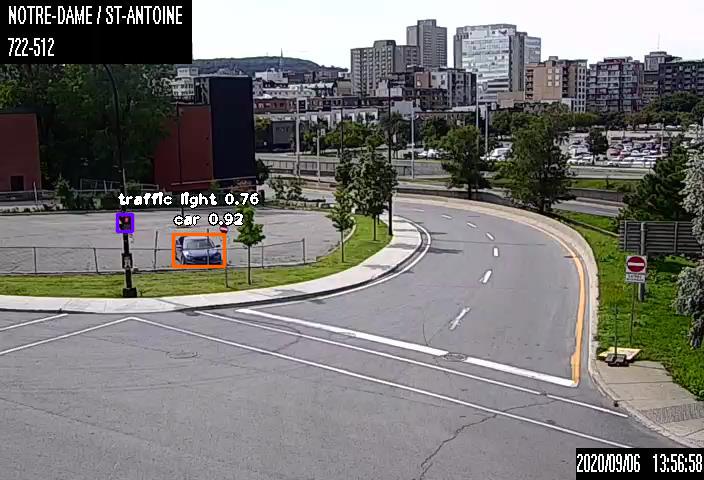 NOTRE-DAME / ST-ANTOINE
722-512
traffic light 0.76
car 0.92
2020/09/06 13:56:58